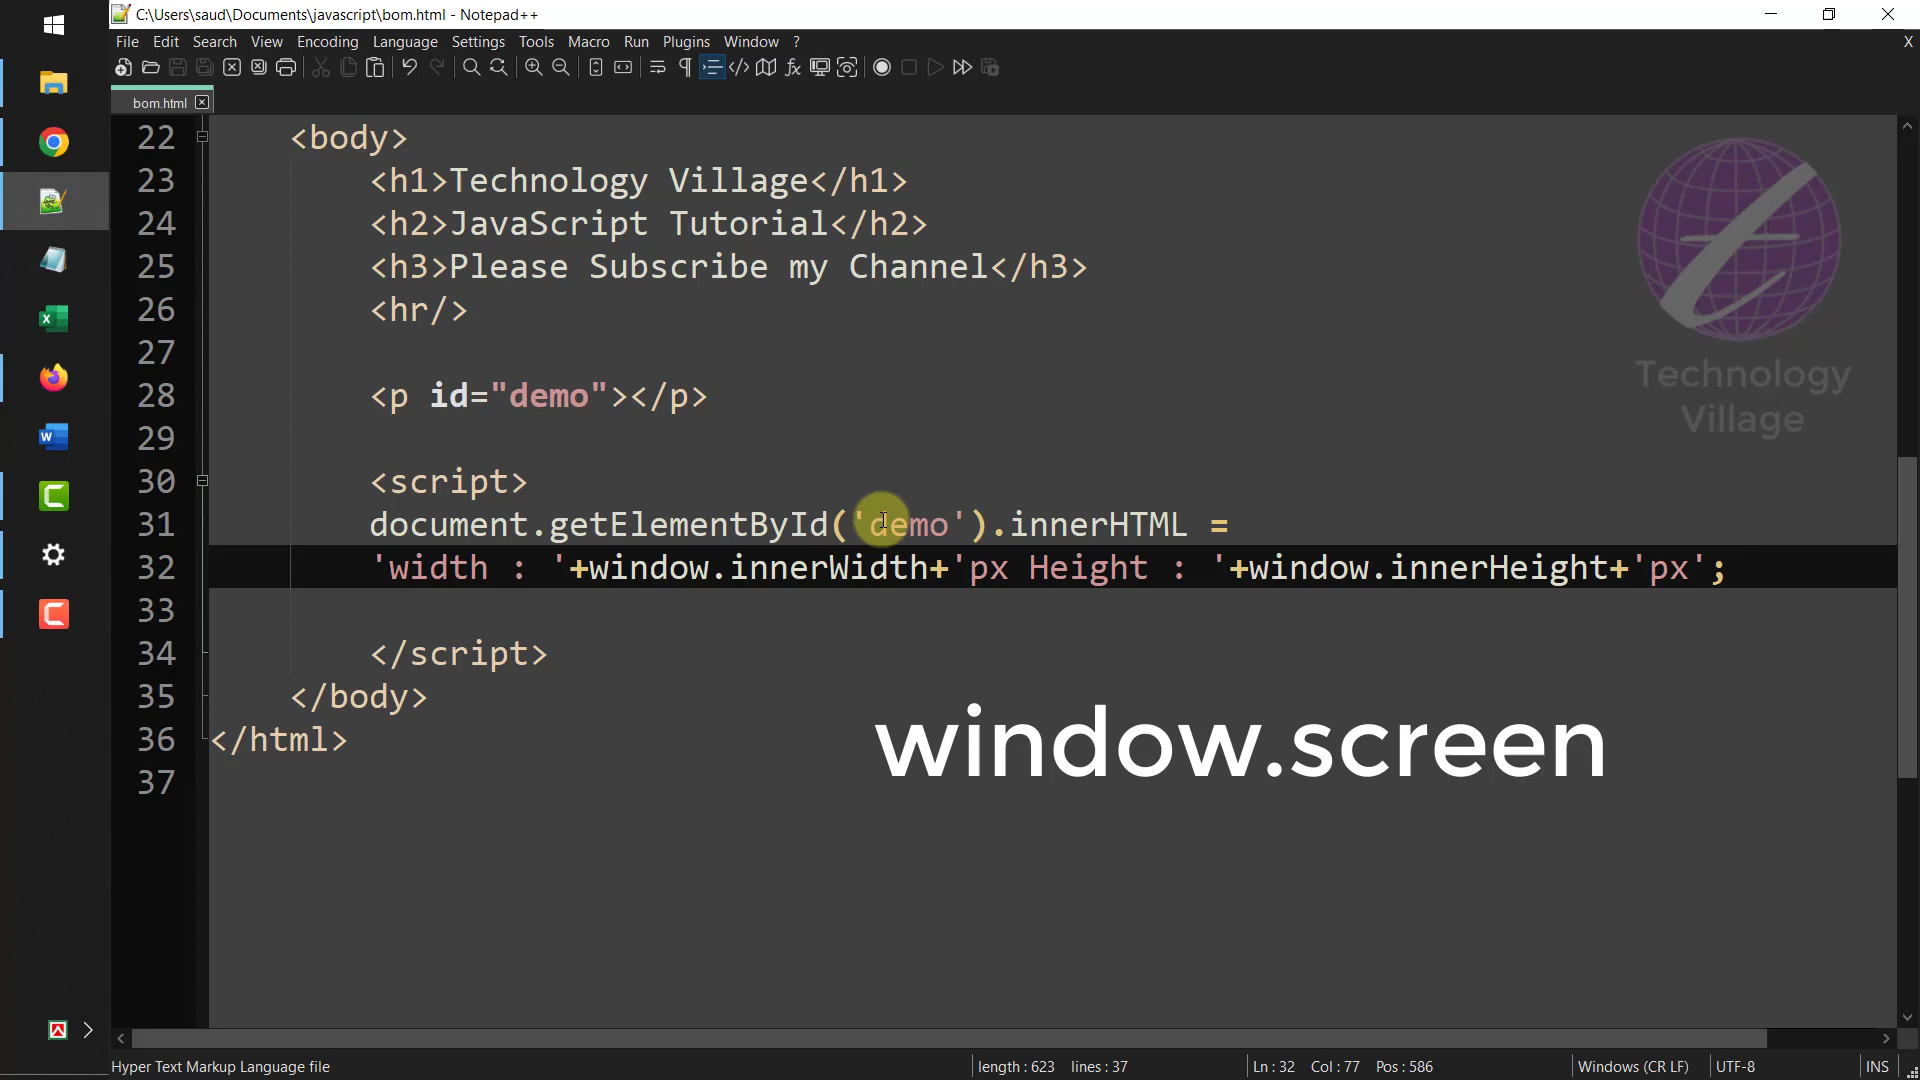 C:\Users\saud\Documents\javascript\bom.html - Notepad++
File Edit Search View Encoding Language Settings Tools Macro Run Plugins Window ? X
bom.html
22 <body>
23 <h1>Technology Village</h1>
24 <h2>JavaScript Tutorial</h2>
25 <h3>Please Subscribe my Channel</h3>
26 <hr/>
27
28 <p id="demo"></p>
29
30 <script>
31 document.getElementById('demo').innerHTML =
32 'width : '+window.innerWidth+'px Height : '+window.innerHeight+'px';
33
34 </script>
35 </body>
36 </html>
37
Technology
Village
window.screen
Hyper Text Markup Language file length : 623 lines : 37 Ln : 32 Col : 77 Pos : 586 Windows (CR LF) UTF-8 INS